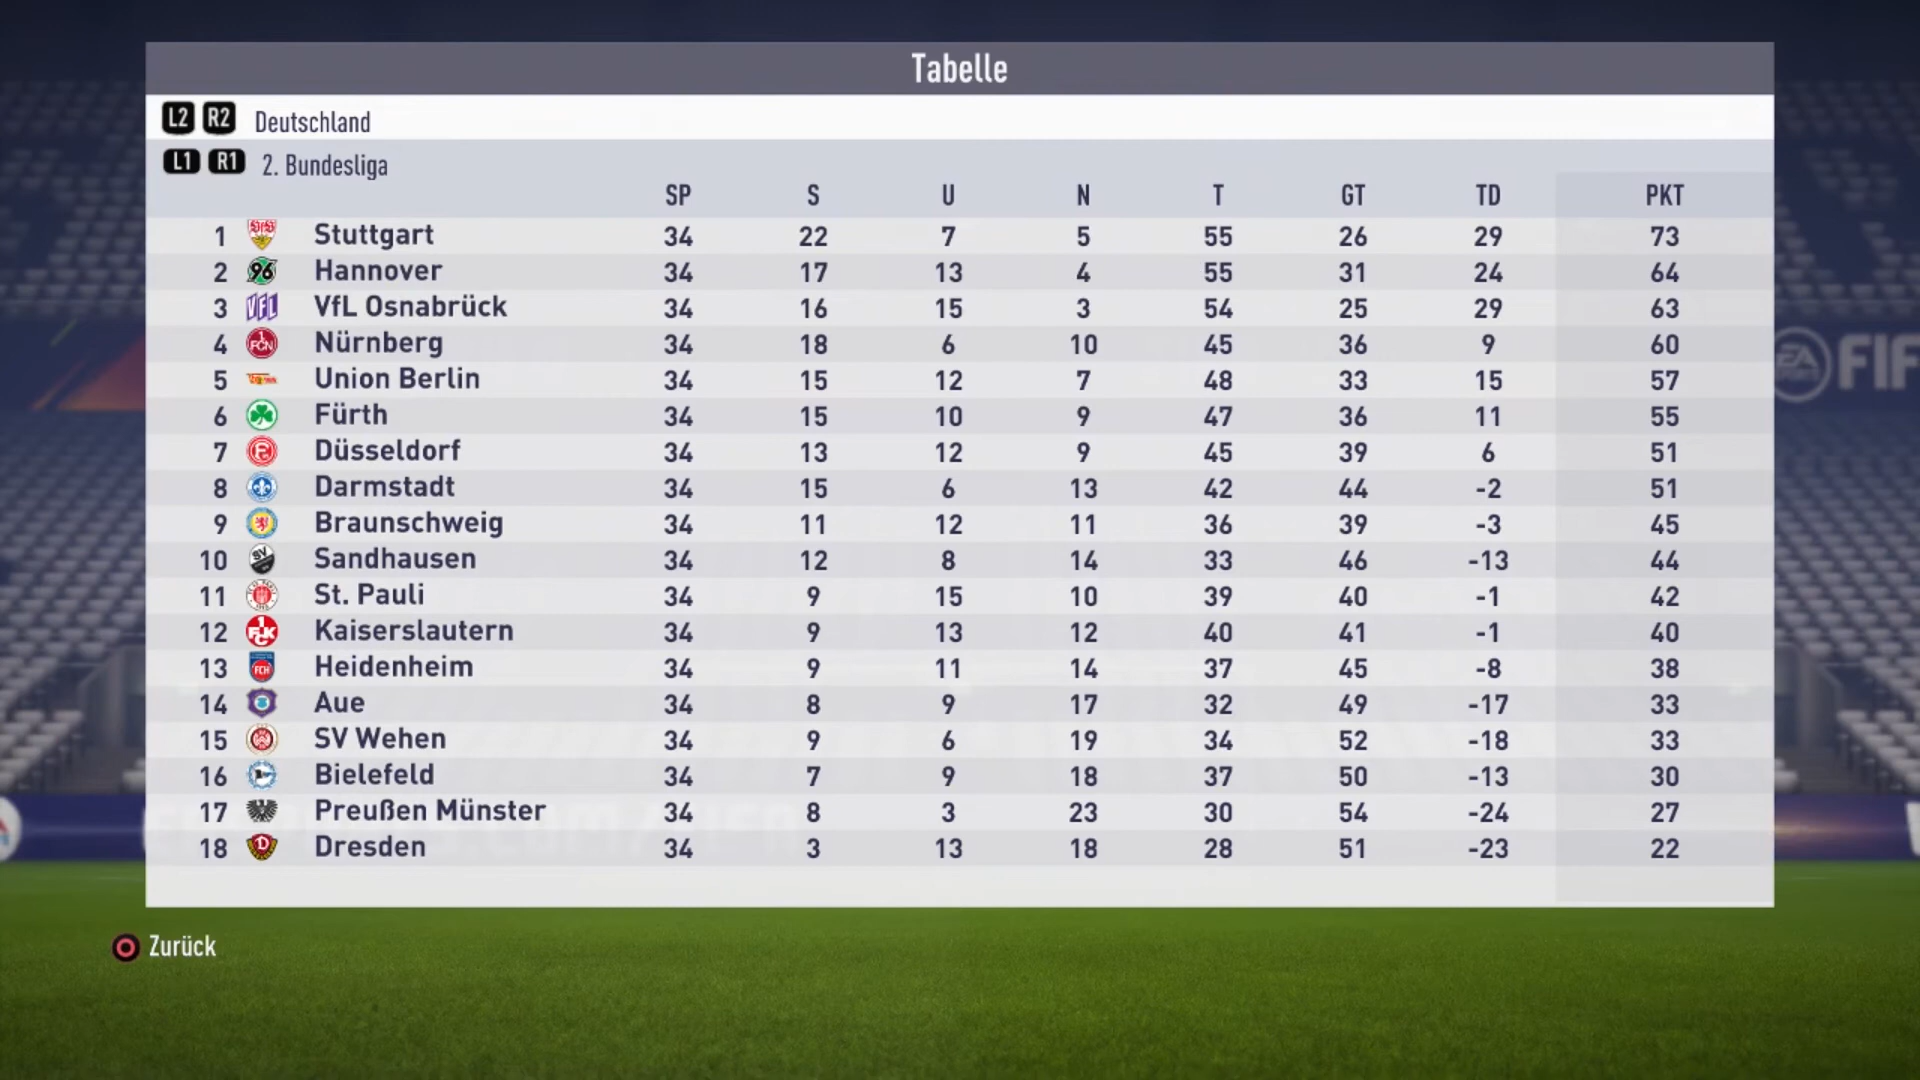 Tabelle
L2 R2 Deutschland
L1 R1 2. Bundesliga
SP S U N T GT TD PKT
1 Stuttgart 34 22 7 5 55 26 29 73
2 Hannover 34 17 13 4 55 31 24 64
3 VfL Osnabrück 34 16 15 3 54 25 29 63
4 Nürnberg 34 18 6 10 45 36 9 60
5 Union Berlin 34 15 12 7 48 33 15 57
6 Fürth 34 15 10 9 47 36 11 55
7 Düsseldorf 34 13 12 9 45 39 6 51
8 Darmstadt 34 15 6 13 42 44 -2 51
9 Braunschweig 34 11 12 11 36 39 -3 45
10 Sandhausen 34 12 8 14 33 46 -13 44
11 St. Pauli 34 9 15 10 39 40 -1 42
12 Kaiserslautern 34 9 13 12 40 41 -1 40
13 Heidenheim 34 9 11 14 37 45 -8 38
14 Aue 34 8 9 17 32 49 -17 33
15 SV Wehen 34 9 6 19 34 52 -18 33
16 Bielefeld 34 7 9 18 37 50 -13 30
17 Preußen Münster 34 8 3 23 30 54 -24 27
18 Dresden 34 3 13 18 28 51 -23 22
Zurück
EA FIF